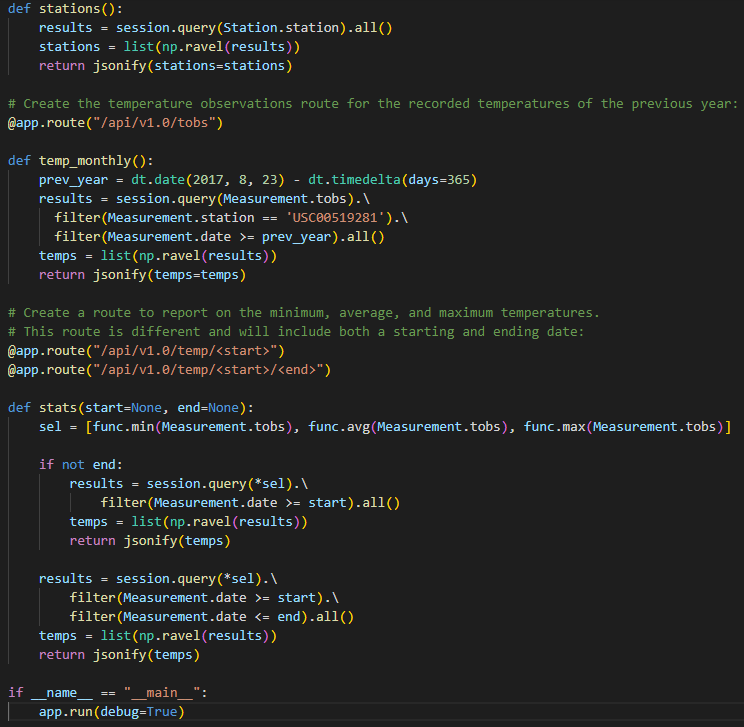 def stations():
    results = session.query(Station.station).all()
    stations = list(np.ravel(results))
    return jsonify(stations=stations)

# Create the temperature observations route for the recorded temperatures of the previous year:
@app.route("/api/v1.0/tobs")

def temp_monthly():
    prev_year = dt.date(2017, 8, 23) - dt.timedelta(days=365)
    results = session.query(Measurement.tobs).\
      filter(Measurement.station == 'USC00519281').\
      filter(Measurement.date >= prev_year).all()
    temps = list(np.ravel(results))
    return jsonify(temps=temps)

# Create a route to report on the minimum, average, and maximum temperatures.
# This route is different and will include both a starting and ending date:
@app.route("/api/v1.0/temp/<start>")
@app.route("/api/v1.0/temp/<start>/<end>")

def stats(start=None, end=None):
    sel = [func.min(Measurement.tobs), func.avg(Measurement.tobs), func.max(Measurement.tobs)]

    if not end:
        results = session.query(*sel).\
            filter(Measurement.date >= start).all()
        temps = list(np.ravel(results))
        return jsonify(temps)

    results = session.query(*sel).\
        filter(Measurement.date >= start).\
        filter(Measurement.date <= end).all()
    temps = list(np.ravel(results))
    return jsonify(temps)

if __name__ == "__main__":
    app.run(debug=True)